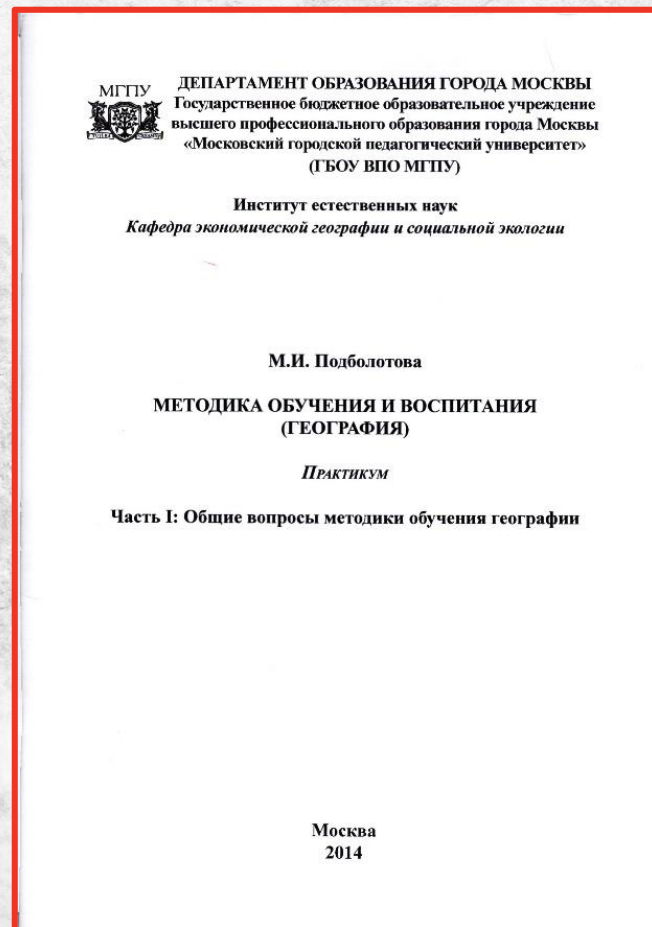 МГПУ
ДЕПАРТАМЕНТ ОБРАЗОВАНИЯ ГОРОДА МОСКВЫ
Государственное бюджетное образовательное учреждение
высшего профессионального образования города Москвы
«Московский городской педагогический университет»
(ГБОУ ВПО МГПУ)
Институт естественных наук
Кафедра экономической географии и социальной экологии
М.И. Подболотова
МЕТОДИКА ОБУЧЕНИЯ И ВОСПИТАНИЯ
(ГЕОГРАФИЯ)
ПРАКТИКУМ
Часть I: Общие вопросы методики обучения географии
Москва
2014